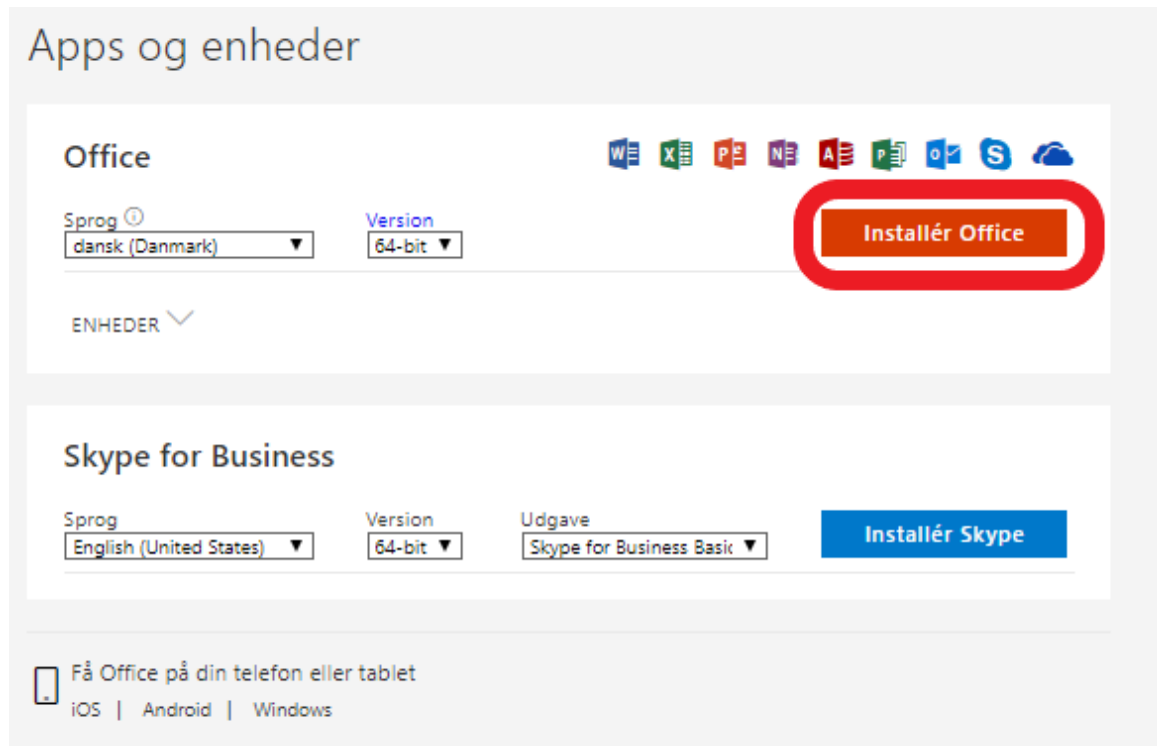 Apps og enheder
Office
Sprog
Version
dansk (Danmark)
64-bit
Installér Office
ENHEDER
Skype for Business
Sprog
Version
Udgave
English (United States)
64-bit
Skype for Business Basic
Installér Skype
Få Office på din telefon eller tablet
iOS | Android | Windows